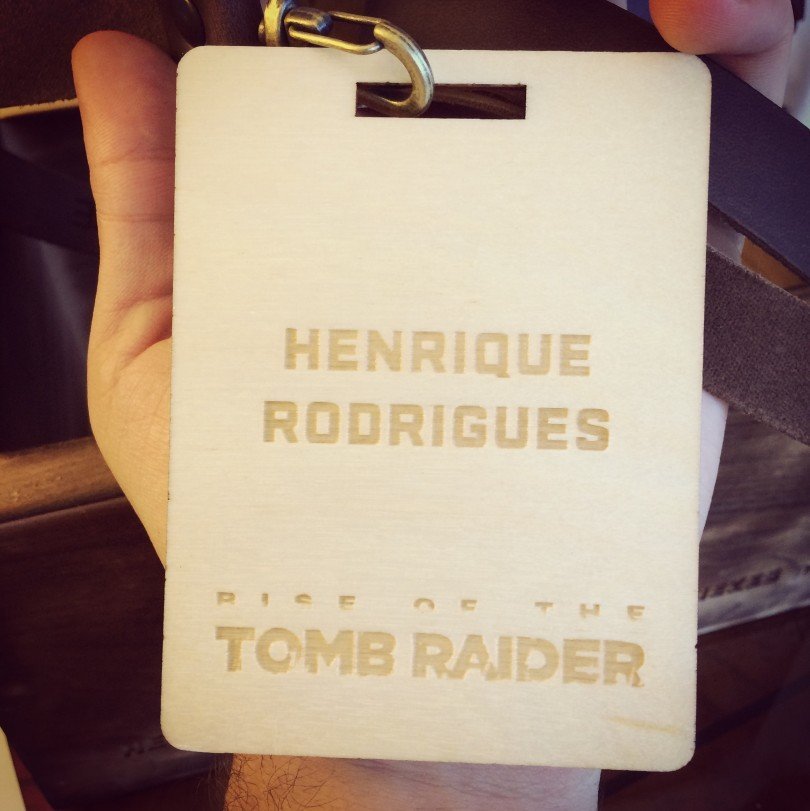 HENRIQUE
RODRIGUES
RISE OF THE
TOMB RAIDER